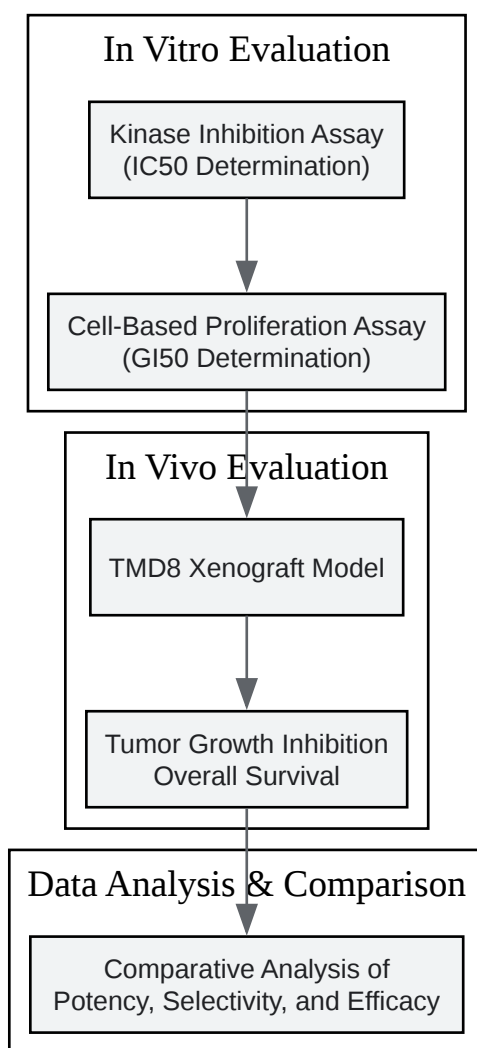 In Vitro Evaluation
Kinase Inhibition Assay
(IC50 Determination)
Cell-Based Proliferation Assay
(GI50 Determination)
In Vivo Evaluation
TMD8 Xenograft Model
Tumor Growth Inhibition
Overall Survival
Data Analysis & Comparison
Comparative Analysis of
Potency, Selectivity, and Efficacy